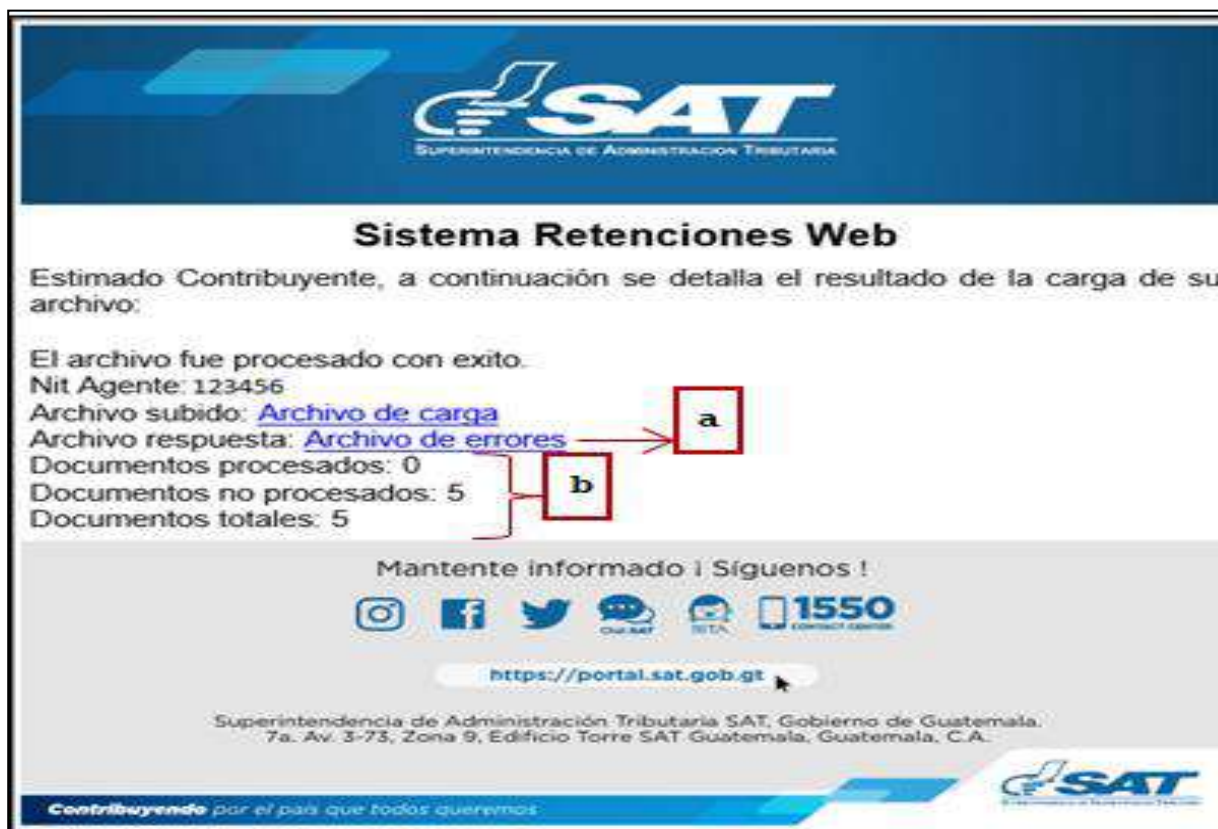 SAT
SUPERINTENDENCIA DE ADMINISTRACION TRIBUTARIA
Sistema Retenciones Web
Estimado Contribuyente, a continuación se detalla el resultado de la carga de su
archivo:
El archivo fue procesado con exito.
Nit Agente: 123456
Archivo subido: Archivo de carga
Archivo respuesta: Archivo de errores
a
Documentos procesados: 0
Documentos no procesados: 5
b
Documentos totales: 5
Mantente informado ¡ Síguenos !
1550
CONTACT CENTER
https://portal.sat.gob.gt
Superintendencia de Administración Tributaria SAT, Gobierno de Guatemala.
7a. Av. 3-73, Zona 9, Edificio Torre SAT Guatemala, Guatemala, C.A.
SAT
Contribuyendo por el país que todos queremos